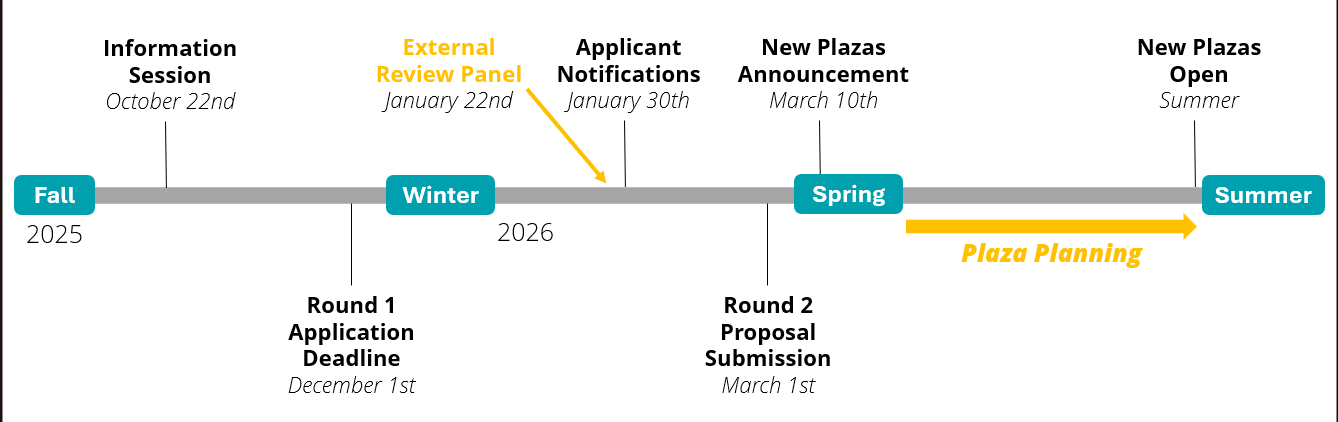 Information
Session
October 22nd
External
Review Panel
January 22nd
Applicant
Notifications
January 30th
New Plazas
Announcement
March 10th
New Plazas
Open
Summer
Fall
Winter
Spring
Summer
2025
2026
Plaza Planning
Round 1
Application
Deadline
December 1st
Round 2
Proposal
Submission
March 1st